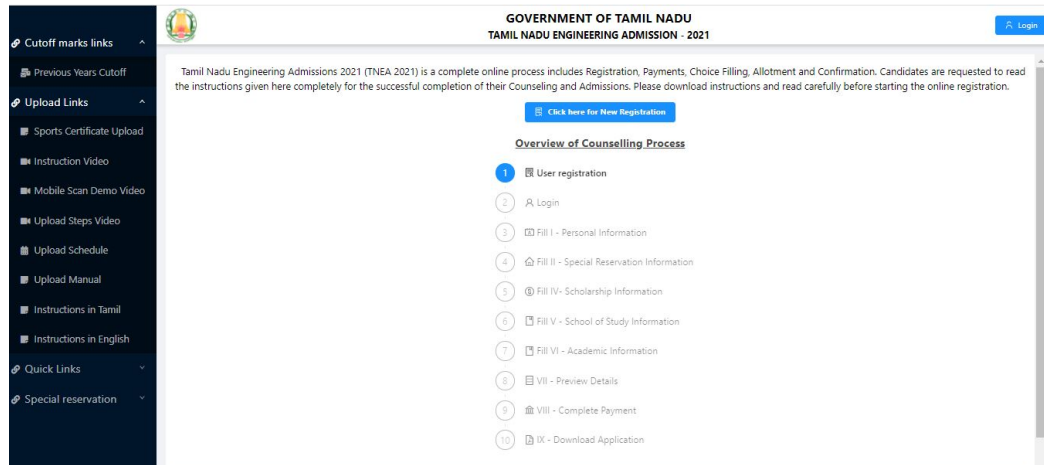 Cutoff marks links
Previous Years Cutoff
Upload Links
Sports Certificate Upload
Instruction Video
Mobile Scan Demo Video
Upload Steps Video
Upload Schedule
Upload Manual
Instructions in Tamil
Instructions in English
Quick Links
Special reservation
GOVERNMENT OF TAMIL NADU
TAMIL NADU ENGINEERING ADMISSION - 2021
Login
Tamil Nadu Engineering Admissions 2021 (TNEA 2021) is a complete online process includes Registration, Payments, Choice Filling, Allotment and Confirmation. Candidates are requested to read
the instructions given here completely for the successful completion of their Counseling and Admissions. Please download instructions and read carefully before starting the online registration.
Click here for New Registration
Overview of Counselling Process
1 User registration
2 Login
3 Fill I - Personal Information
4 Fill II - Special Reservation Information
5 Fill IV- Scholarship Information
6 Fill V - School of Study Information
7 Fill VI - Academic Information
8 VII - Preview Details
9 VIII - Complete Payment
10 IX - Download Application